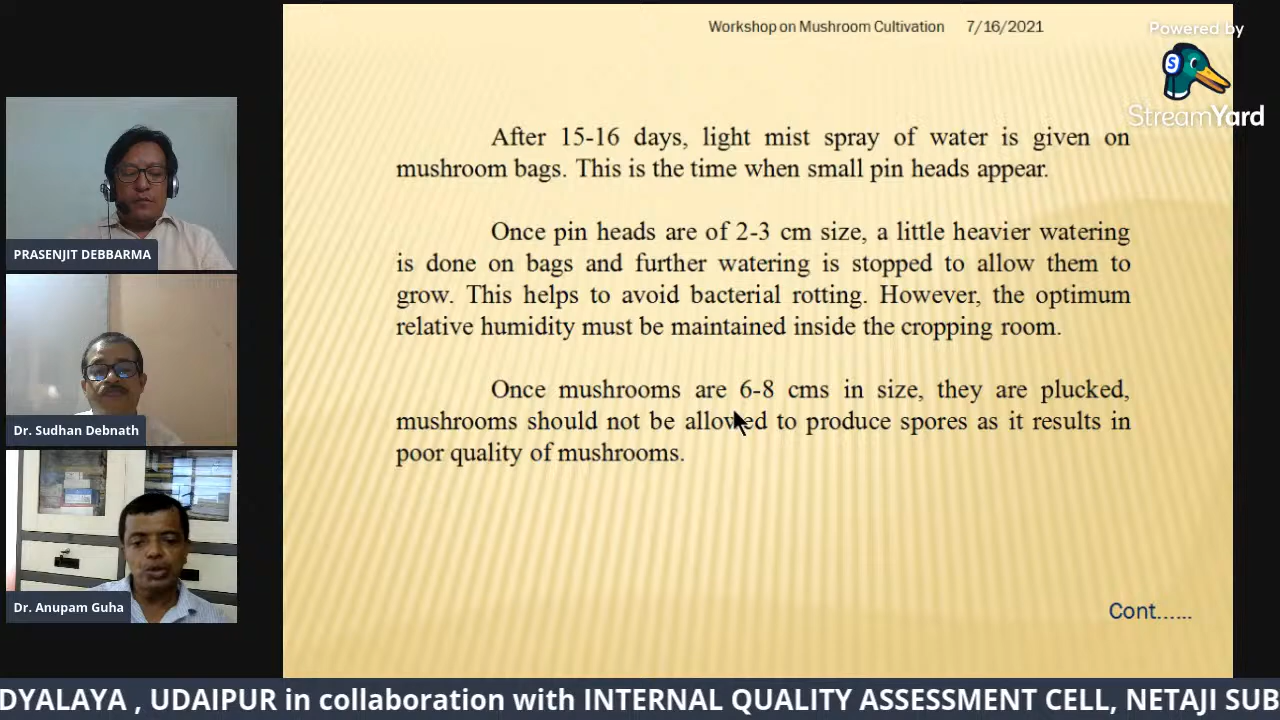 Workshop on Mushroom Cultivation 7/16/2021
Powered by
StreamYard
After 15-16 days, light mist spray of water is given on
mushroom bags. This is the time when small pin heads appear.
Once pin heads are of 2-3 cm size, a little heavier watering
is done on bags and further watering is stopped to allow them to
grow. This helps to avoid bacterial rotting. However, the optimum
relative humidity must be maintained inside the cropping room.
Once mushrooms are 6-8 cms in size, they are plucked,
mushrooms should not be allowed to produce spores as it results in
poor quality of mushrooms.
Cont......
PRASENJIT DEBBARMA
Dr. Sudhan Debnath
Dr. Anupam Guha
DYALAYA , UDAIPUR in collaboration with INTERNAL QUALITY ASSESSMENT CELL, NETAJI SUB